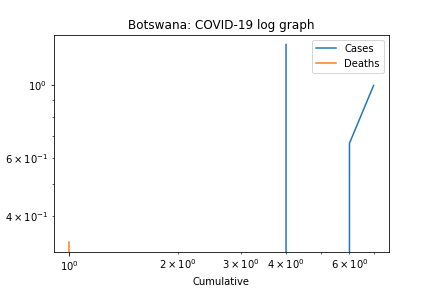 Botswana: COVID-19 log graph
Cases
Deaths
10⁰
6 × 10⁻¹
4 × 10⁻¹
10⁰
2 × 10⁰
3 × 10⁰
4 × 10⁰
6 × 10⁰
Cumulative